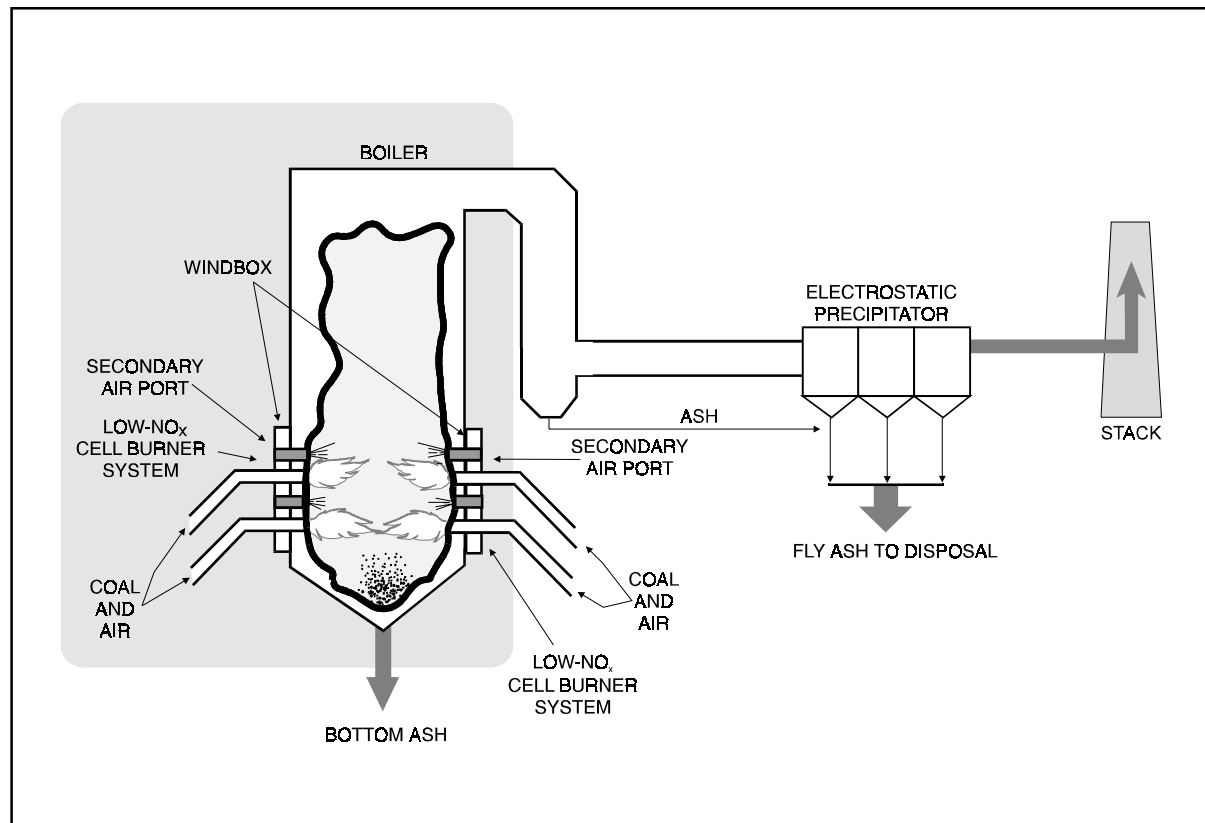 BOILER
WINDBOX
ELECTROSTATIC
PRECIPITATOR
SECONDARY
AIR PORT
ASH
LOW-NOx
CELL BURNER
SYSTEM
SECONDARY
AIR PORT
STACK
FLY ASH TO DISPOSAL
COAL
AND
AIR
COAL
AND
AIR
LOW-NOx
CELL BURNER
SYSTEM
BOTTOM ASH